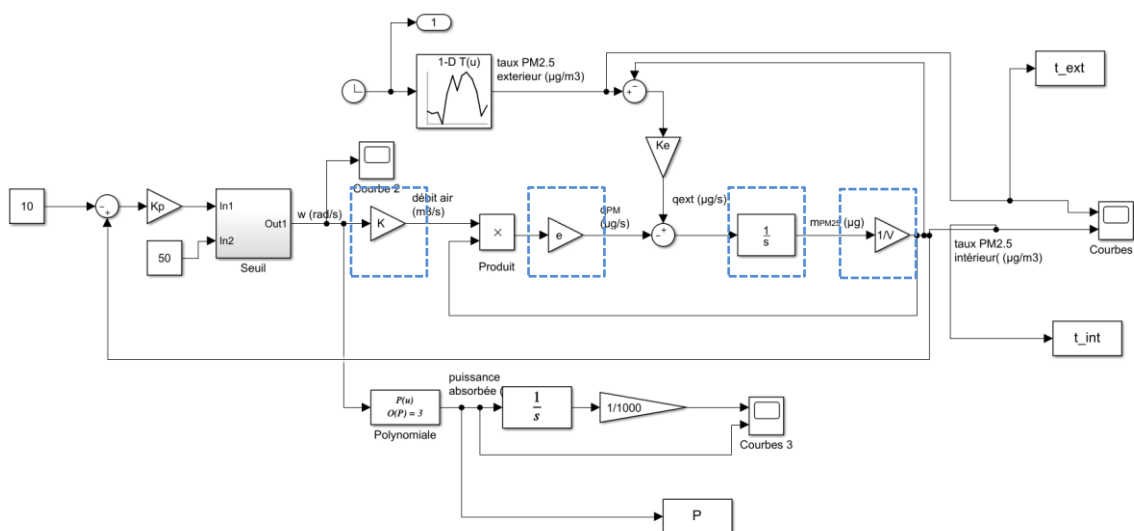 1
1-D T(u)
taux PM2.5
exterieur (µg/m3)
t_ext
Ke
Courbe 2
10
Kp
In1
Out1
In2
50
Seuil
w (rad/s)
K
débit air
(m3/s)
×
Produit
e
qPM
(µg/s)
qext (µg/s)
1
s
mPM25 (µg)
1/V
taux PM2.5
intérieur( (µg/m3)
Courbes
t_int
P(u)
O(P) = 3
Polynomiale
puissance
absorbée (
1
s
1/1000
Courbes 3
P